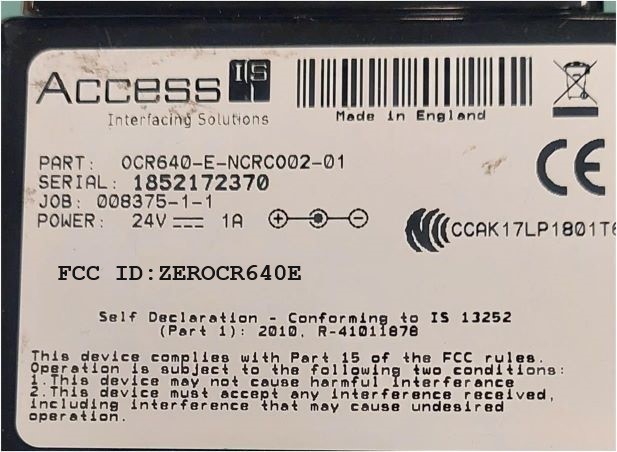 Access IS
Interfacing Solutions
Made in England
PART: OCR640-E-NCRC002-01
SERIAL: 1852172370
JOB: 008375-1-1
POWER: 24V 1A
CE
CCAK17LP1801T6
FCC ID:ZEROCR640E
Self Declaration - Conforming to IS 13252
(Part 1): 2010, R-41011878
This device complies with Part 15 of the FCC rules.
Operation is subject to the following two conditions:
1.This device may not cause harmful interferance
2.This device must accept any interference received,
including interference that may cause undesired
operation.